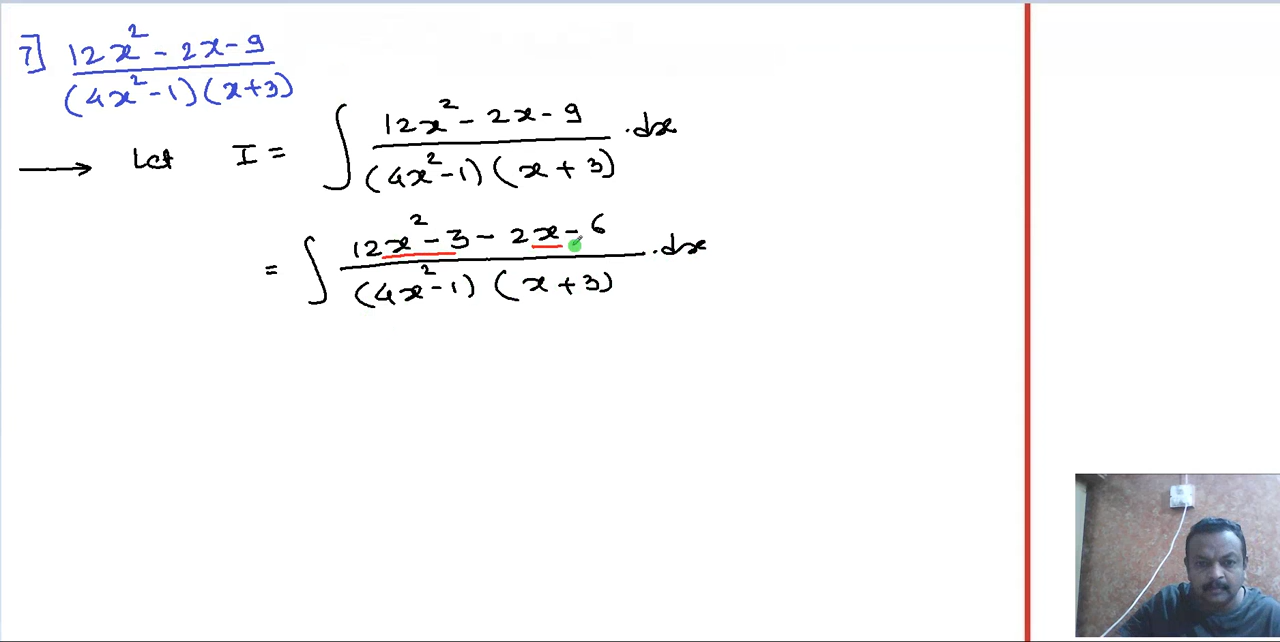 7] 12x² - 2x - 9
(4x² - 1)(x + 3)
→ Let I = ∫ 12x² - 2x - 9 / (4x² - 1)(x + 3) . dx
= ∫ 12x² - 3 - 2x - 6 / (4x² - 1)(x + 3) . dx